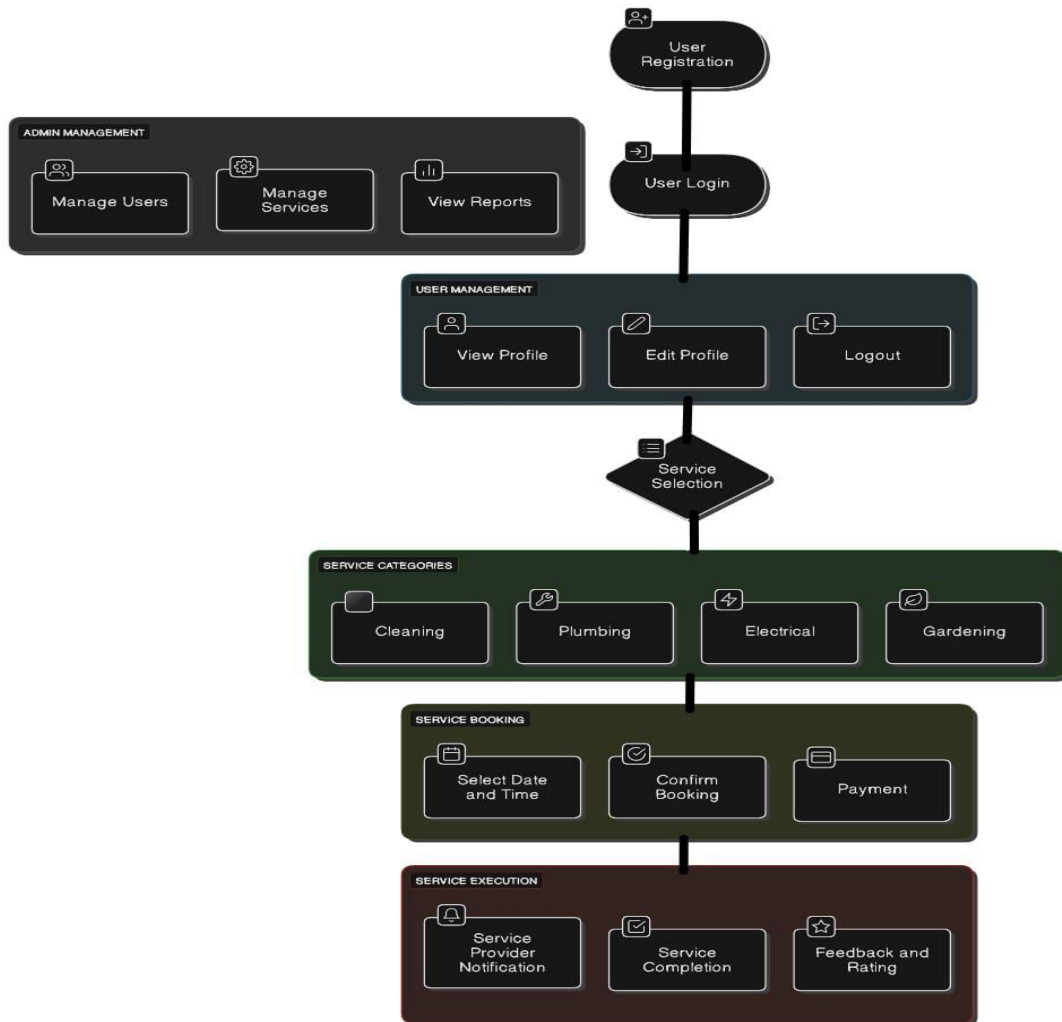 User
Registration
ADMIN MANAGEMENT
Manage Users
Manage
Services
View Reports
User Login
USER MANAGEMENT
View Profile
Edit Profile
Logout
Service
Selection
SERVICE CATEGORIES
Cleaning
Plumbing
Electrical
Gardening
SERVICE BOOKING
Select Date
and Time
Confirm
Booking
Payment
SERVICE EXECUTION
Service
Provider
Notification
Service
Completion
Feedback and
Rating